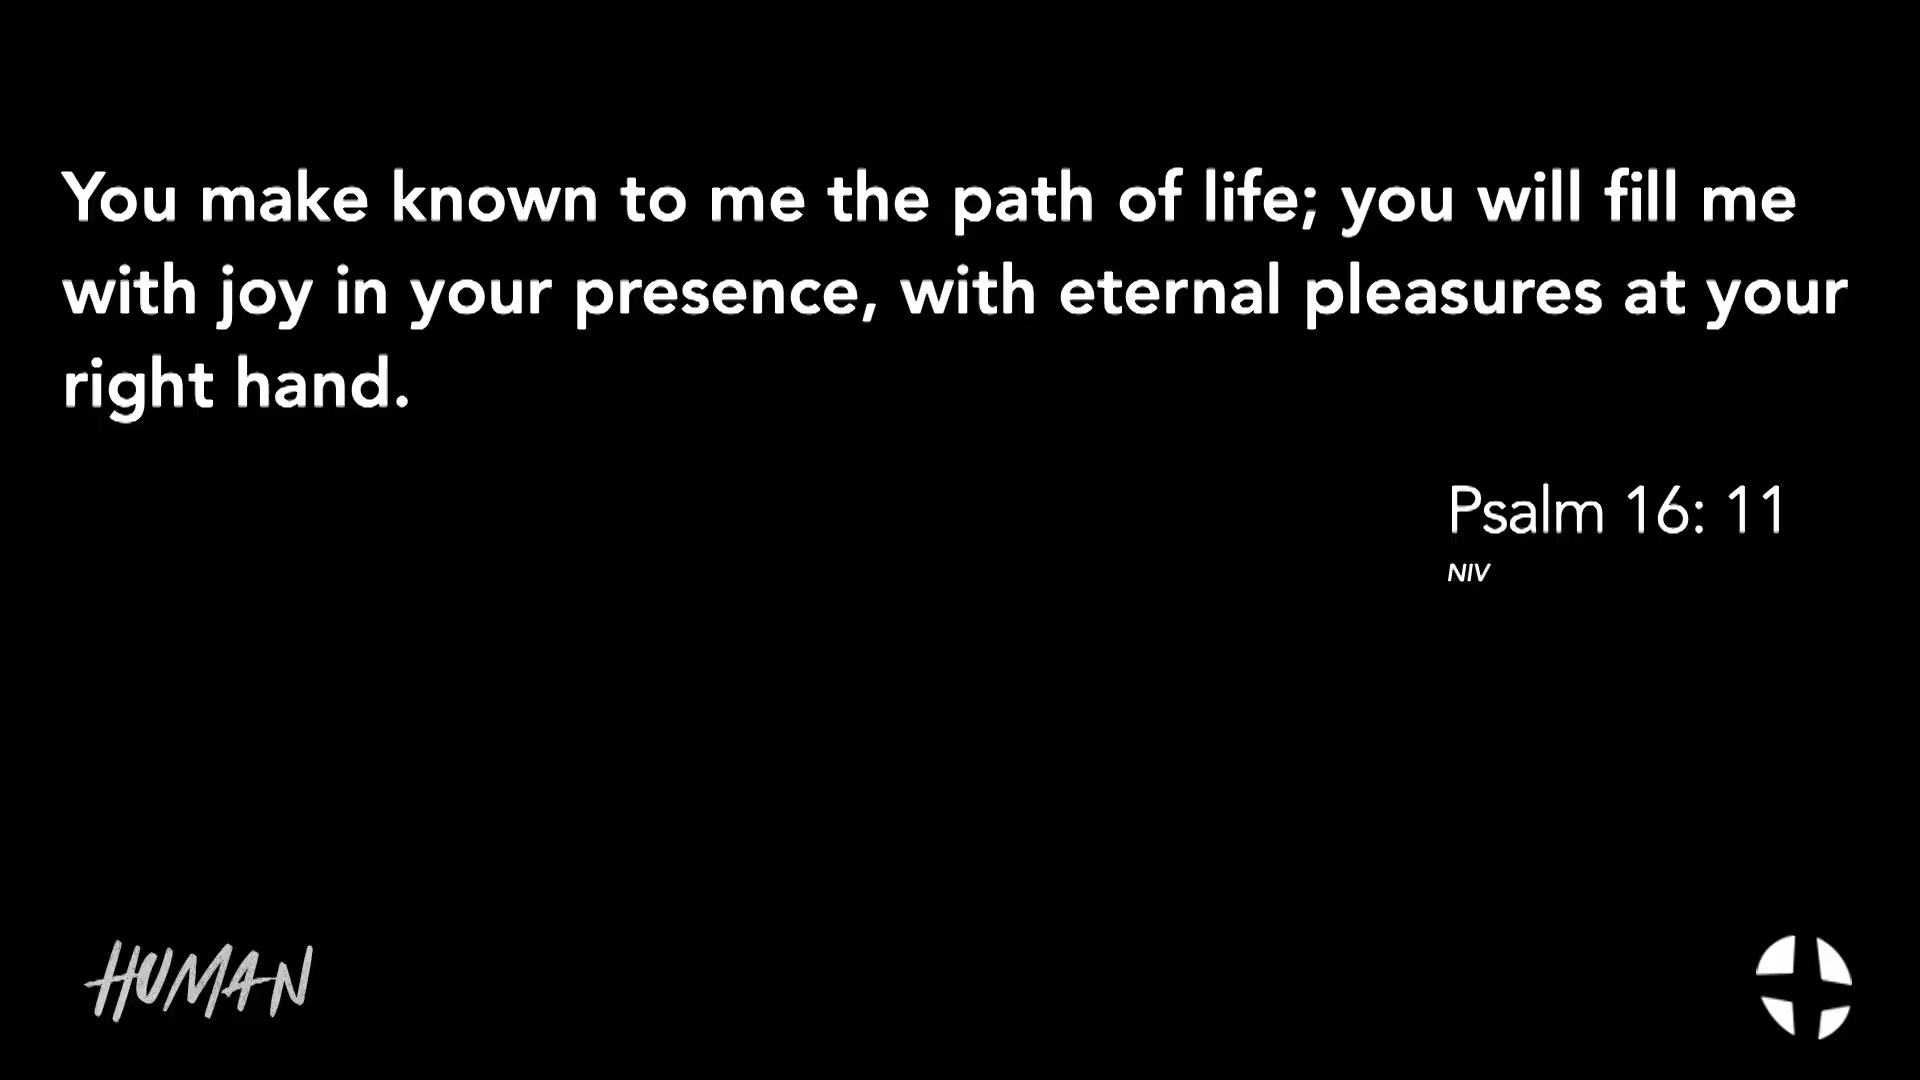 You make known to me the path of life; you will fill me
with joy in your presence, with eternal pleasures at your
right hand.
Psalm 16: 11
NIV
HUMAN